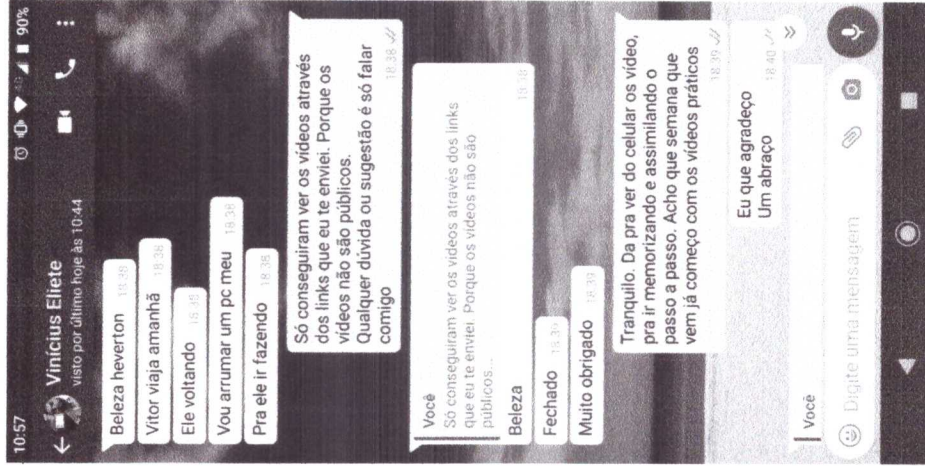 10:57
4G
90%
Vinícius Eliete
visto por último hoje às 10:44
Beleza heverton 18:38
Vitor viaja amanhã 18:38
Ele voltando 18:38
Vou arrumar um pc meu 18:38
Pra ele ir fazendo 18:38
Só conseguiram ver os vídeos através
dos links que eu te enviei. Porque os
vídeos não são públicos.
Qualquer dúvida ou sugestão é só falar
comigo 18:38
Você
Só conseguiram ver os vídeos através dos links
que eu te enviei. Porque os vídeos não são
públicos...
Beleza 18:38
Fechado 18:39
Muito obrigado 18:39
Tranquilo. Da pra ver do celular os vídeo,
pra ir memorizando e assimilando o
passo a passo. Acho que semana que
vem já começo com os vídeos práticos
18:39
Eu que agradeço
Um abraço 18:40
Você
Digite uma mensagem